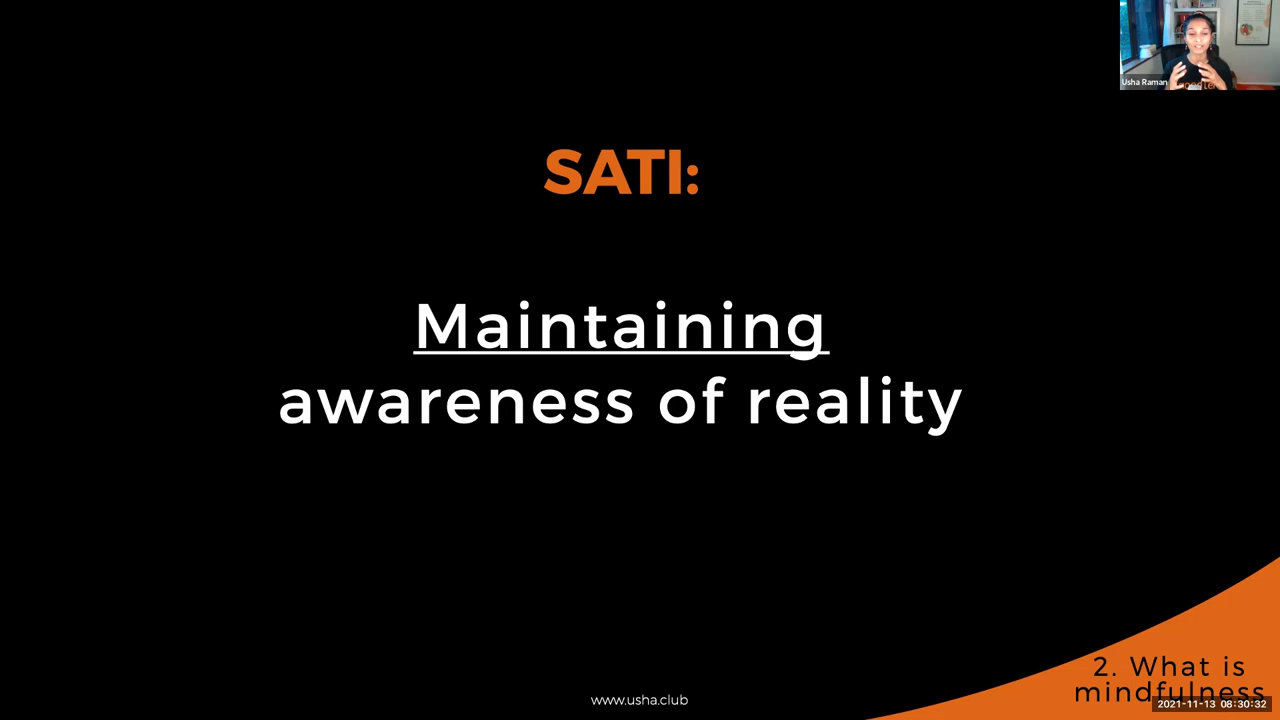 Usha Raman
SATI:
Maintaining
awareness of reality
2. What is
mindfulness
www.usha.club
2021-11-13 08:30:32